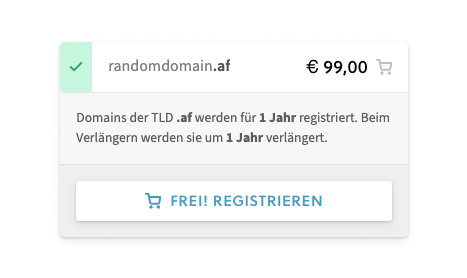 randomdomain.af € 99,00
Domains der TLD .af werden für 1 Jahr registriert. Beim
Verlängern werden sie um 1 Jahr verlängert.
FREI! REGISTRIEREN